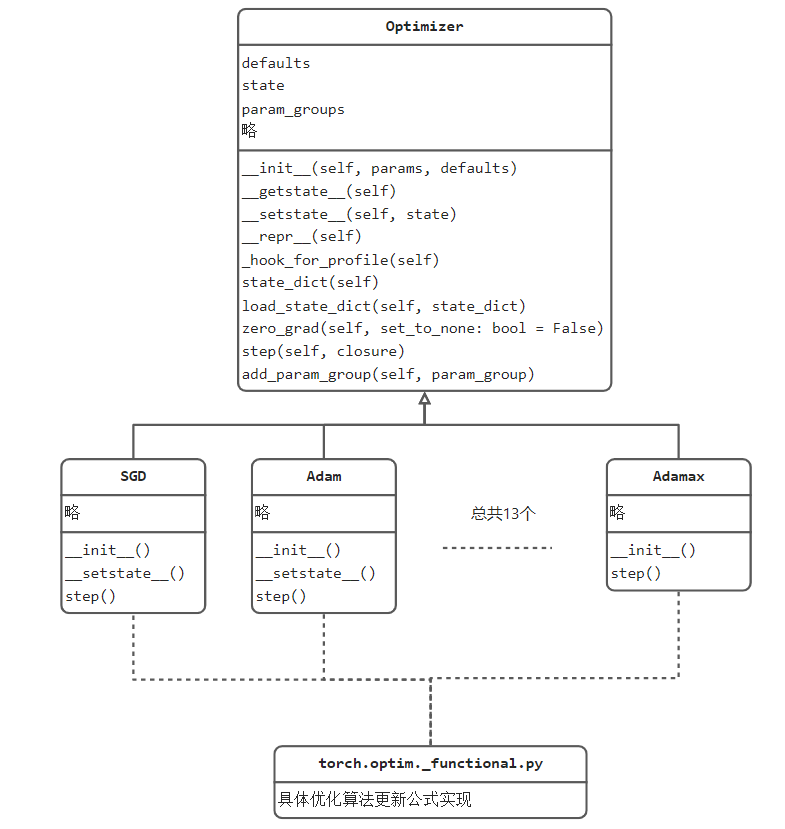 Optimizer
defaults
state
param_groups
略
__init__(self, params, defaults)
__getstate__(self)
__setstate__(self, state)
__repr__(self)
_hook_for_profile(self)
state_dict(self)
load_state_dict(self, state_dict)
zero_grad(self, set_to_none: bool = False)
step(self, closure)
add_param_group(self, param_group)
SGD
略
__init__()
__setstate__()
step()
Adam
略
__init__()
__setstate__()
step()
总共13个
Adamax
略
__init__()
step()
torch.optim._functional.py
具体优化算法更新公式实现